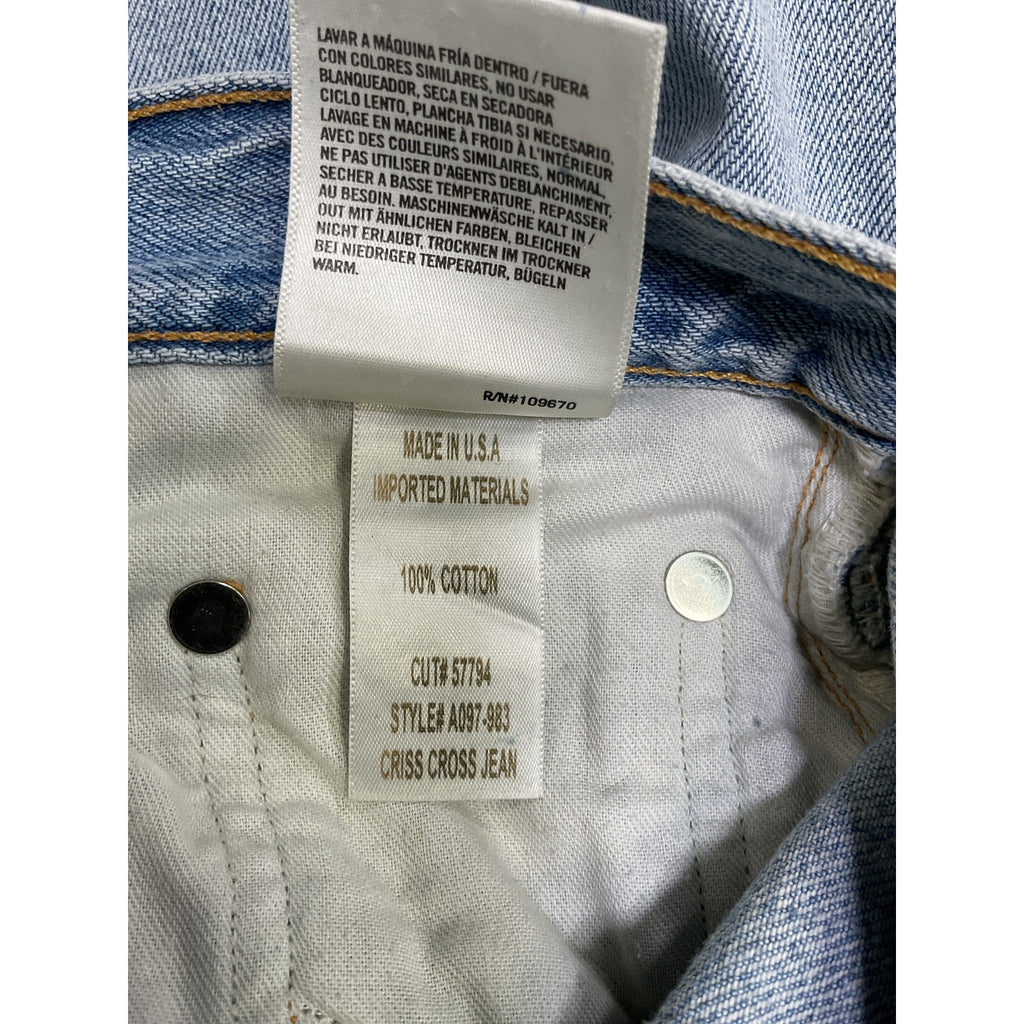 LAVAR A MÁQUINA FRÍA DENTRO / FUERA
CON COLORES SIMILARES, NO USAR
BLANQUEADOR, SECA EN SECADORA
CICLO LENTO, PLANCHA TIBIA SI NECESARIO.
LAVAGE EN MACHINE À FROID À L'INTÉRIEUR
AVEC DES COULEURS SIMILAIRES, NORMAL,
NE PAS UTILISER D'AGENTS DEBLANCHIMENT,
SECHER A BASSE TEMPERATURE, REPASSER
AU BESOIN. MASCHINENWÄSCHE KALT IN /
OUT MIT ÄHNLICHEN FARBEN, BLEICHEN
NICHT ERLAUBT, TROCKNEN IM TROCKNER
BEI NIEDRIGER TEMPERATUR, BÜGELN
WARM.
R/N#109670
MADE IN U.S.A
IMPORTED MATERIALS
100% COTTON
CUT# 57794
STYLE# A097-983
CRISS CROSS JEAN